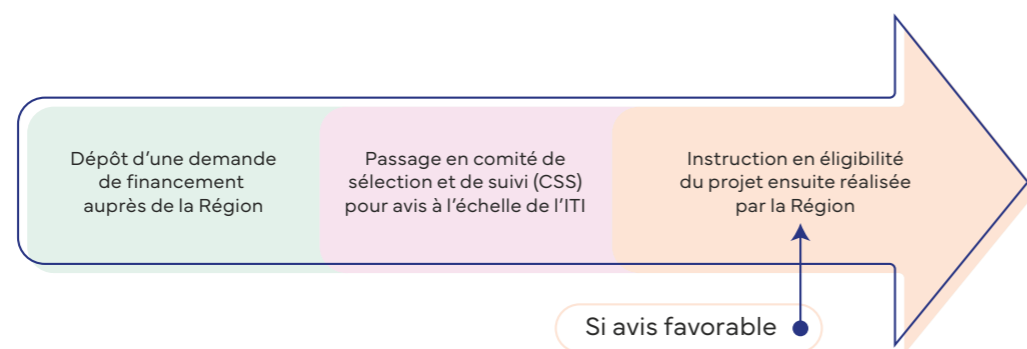 Dépôt d'une demande
de financement
auprès de la Région
Passage en comité de
sélection et de suivi (CSS)
pour avis à l'échelle de l'ITI
Instruction en éligibilité
du projet ensuite réalisée
par la Région
Si avis favorable